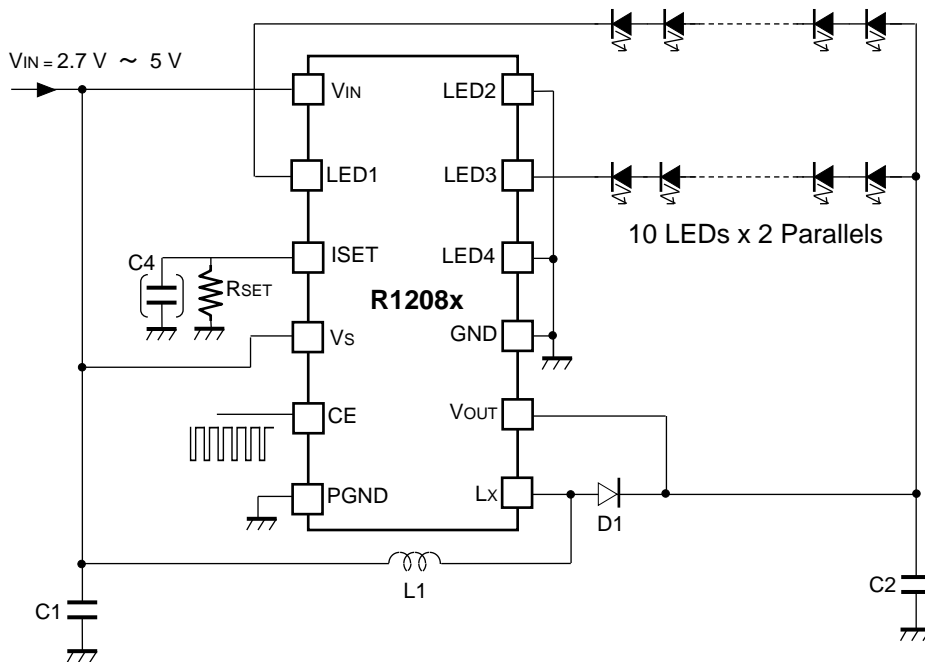 VIN = 2.7 V ~ 5 V
VIN
LED2
LED1
LED3
10 LEDs x 2 Parallels
C4
RSET
ISET
LED4
R1208x
VS
GND
CE
VOUT
PGND
LX
D1
L1
C1
C2